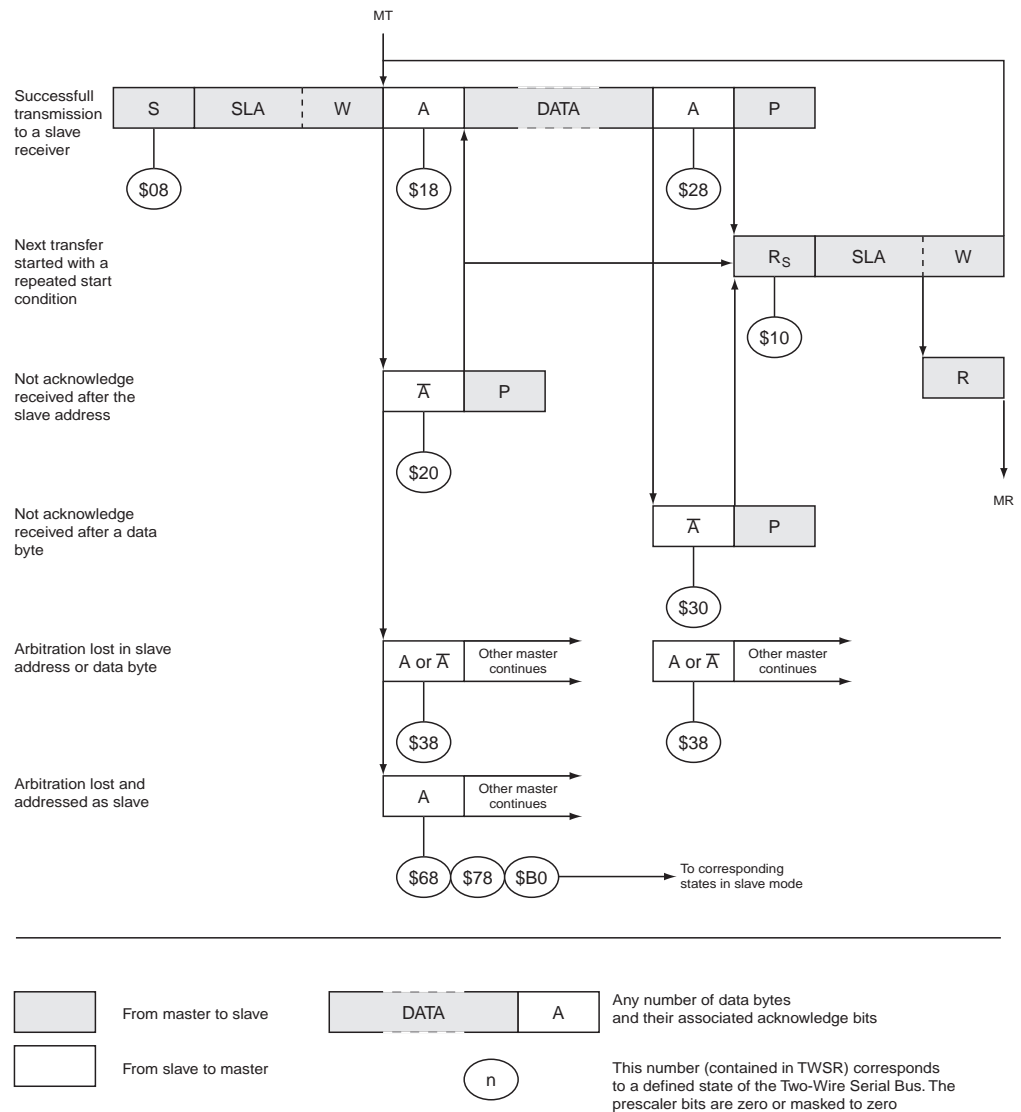 MT
Successfull
transmission
to a slave
receiver
S SLA W A DATA A P
$08 $18 $28
Next transfer
started with a
repeated start
condition
RS SLA W
$10
Not acknowledge
received after the
slave address
A̅ P
R
$20
MR
Not acknowledge
received after a data
byte
A̅ P
$30
Arbitration lost in slave
address or data byte
A or A̅ Other master
continues
A or A̅ Other master
continues
$38 $38
Arbitration lost and
addressed as slave
A Other master
continues
$68 $78 $B0
To corresponding
states in slave mode
From master to slave
DATA A
Any number of data bytes
and their associated acknowledge bits
From slave to master
n
This number (contained in TWSR) corresponds
to a defined state of the Two-Wire Serial Bus. The
prescaler bits are zero or masked to zero